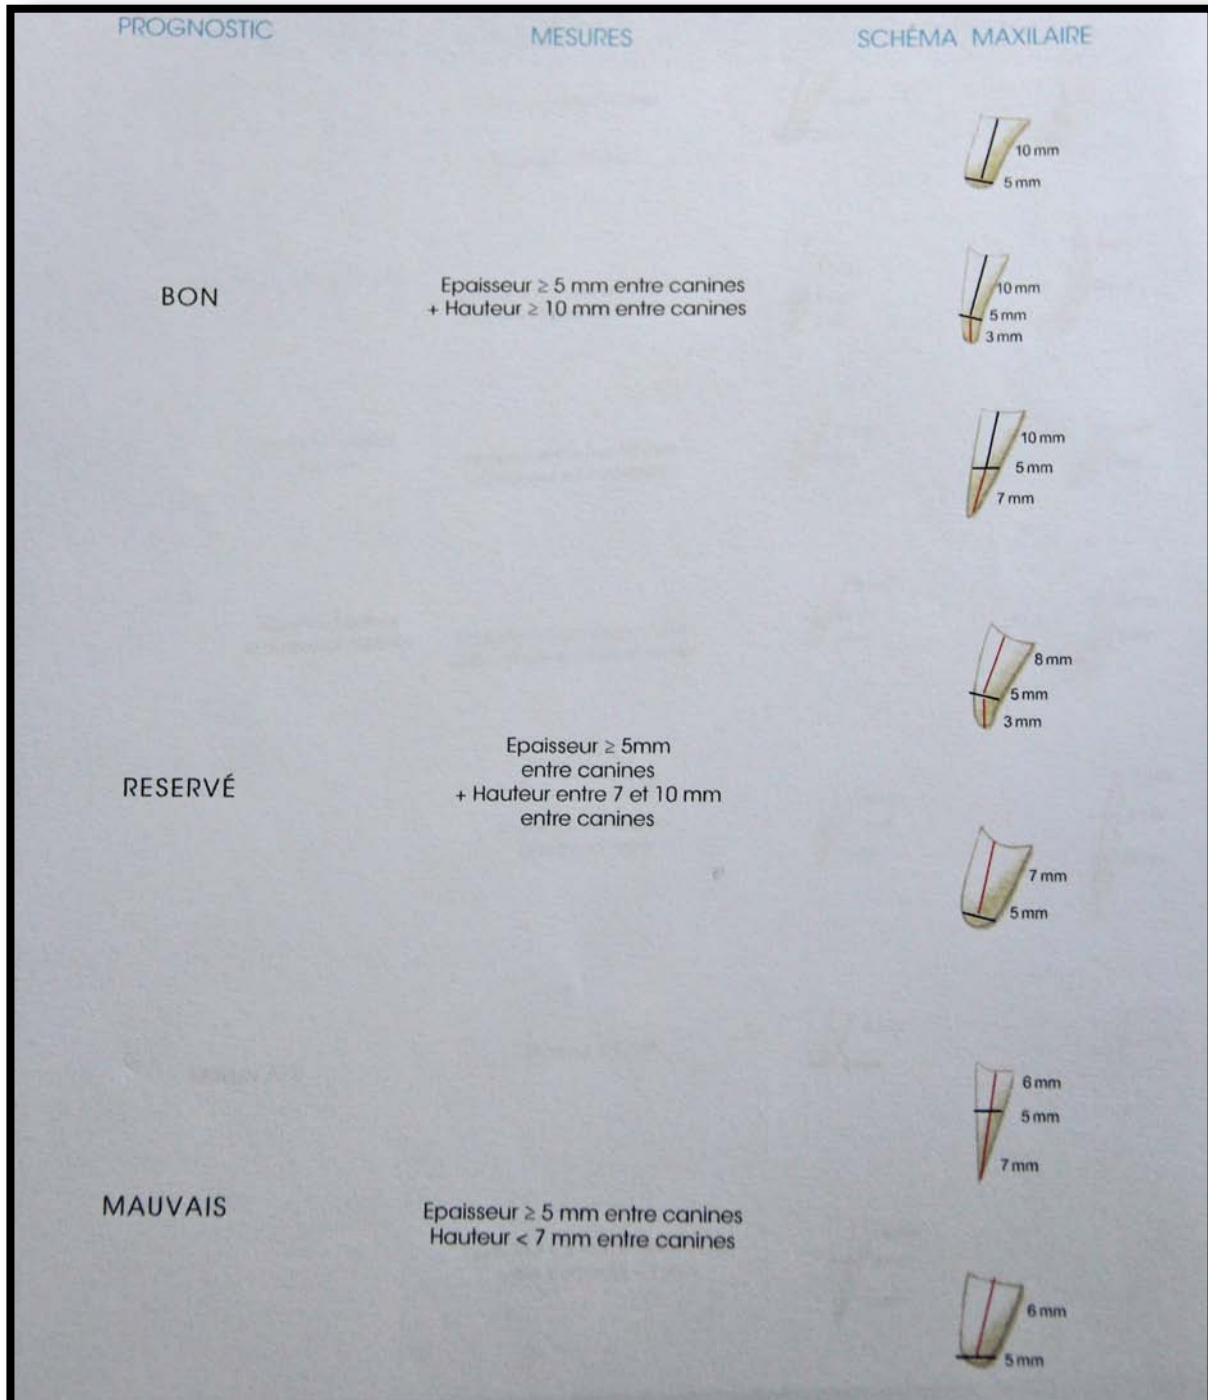 PROGNOSTIC
MESURES
SCHÉMA MAXILAIRE
10 mm
5 mm
BON
Epaisseur ≥ 5 mm entre canines
+ Hauteur ≥ 10 mm entre canines
10 mm
5 mm
3 mm
10 mm
5 mm
7 mm
RESERVÉ
Epaisseur ≥ 5mm
entre canines
+ Hauteur entre 7 et 10 mm
entre canines
8 mm
5 mm
3 mm
7 mm
5 mm
MAUVAIS
Epaisseur ≥ 5 mm entre canines
Hauteur < 7 mm entre canines
6 mm
5 mm
7 mm
6 mm
5 mm